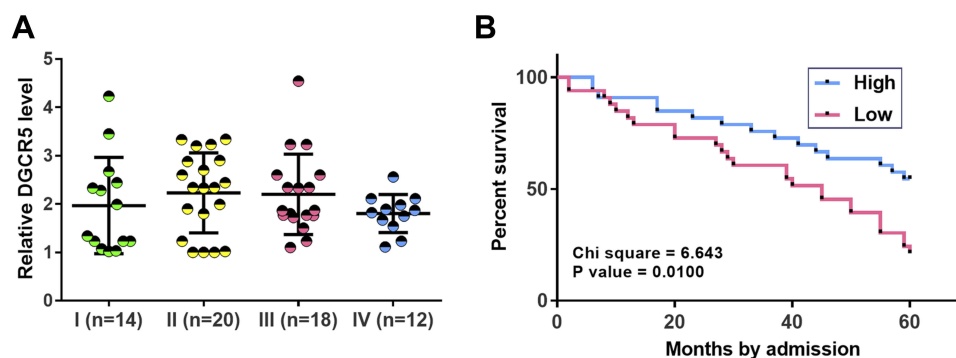 A
Relative DGCR5 level
5
4
3
2
1
0
I (n=14) II (n=20) III (n=18) IV (n=12)
B
Percent survival
100
50
0
High
Low
Chi square = 6.643
P value = 0.0100
0 20 40 60
Months by admission